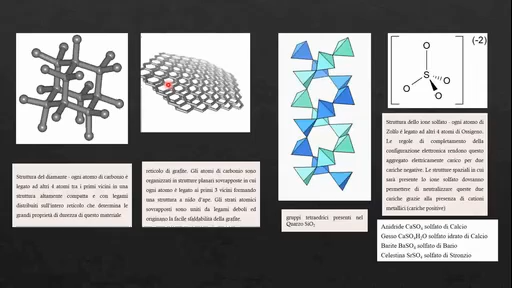 Struttura del diamante - ogni atomo di carbonio è
legato ad altri 4 atomi tra i primi vicini in una
struttura altamente compatta e con legami
distribuiti sull'intero reticolo che determina le
grandi proprietà di durezza di questo materiale
reticolo di grafite. Gli atomi di carbonio sono
organizzati in strutture planari sovrapposte in cui
ogni atomo è legato ai primi 3 vicini formando
una struttura a nido d'ape. Gli strati atomici
sovrapposti sono uniti da legami deboli ed
originano la facile sfaldabilità della grafite.
gruppi tetraedrici presenti nel
Quarzo SiO₂
(-2)
O
S
O
O
O
Struttura dello ione solfato - ogni atomo di
Zolfo è legato ad altri 4 atomi di Ossigeno.
Le regole di completamento della
configurazione elettronica rendono questo
aggregato elettricamente carico per due
cariche negative. Le strutture spaziali in cui
sarà presente lo ione solfato dovranno
permettere di neutralizzare queste due
cariche grazie alla presenza di cationi
metallici (cariche positive)
Anidride CaSO₄ solfato di Calcio
Gesso CaSO₄H₂O solfato idrato di Calcio
Barite BaSO₄ solfato di Bario
Celestina SrSO₄ solfato di Stronzio